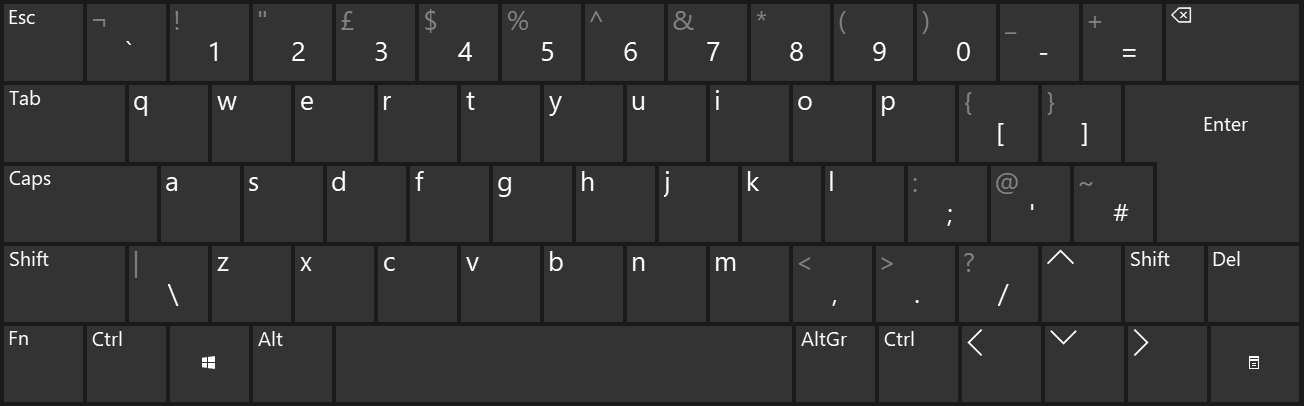 Esc ¬ ` ! 1 " 2 £ 3 $ 4 % 5 ^ 6 & 7 * 8 ( 9 ) 0 _ - + =
Tab q w e r t y u i o p { [ } ] Enter
Caps a s d f g h j k l : ; @ ' ~ #
Shift | \ z x c v b n m < , > . ? / Shift Del
Fn Ctrl Alt AltGr Ctrl